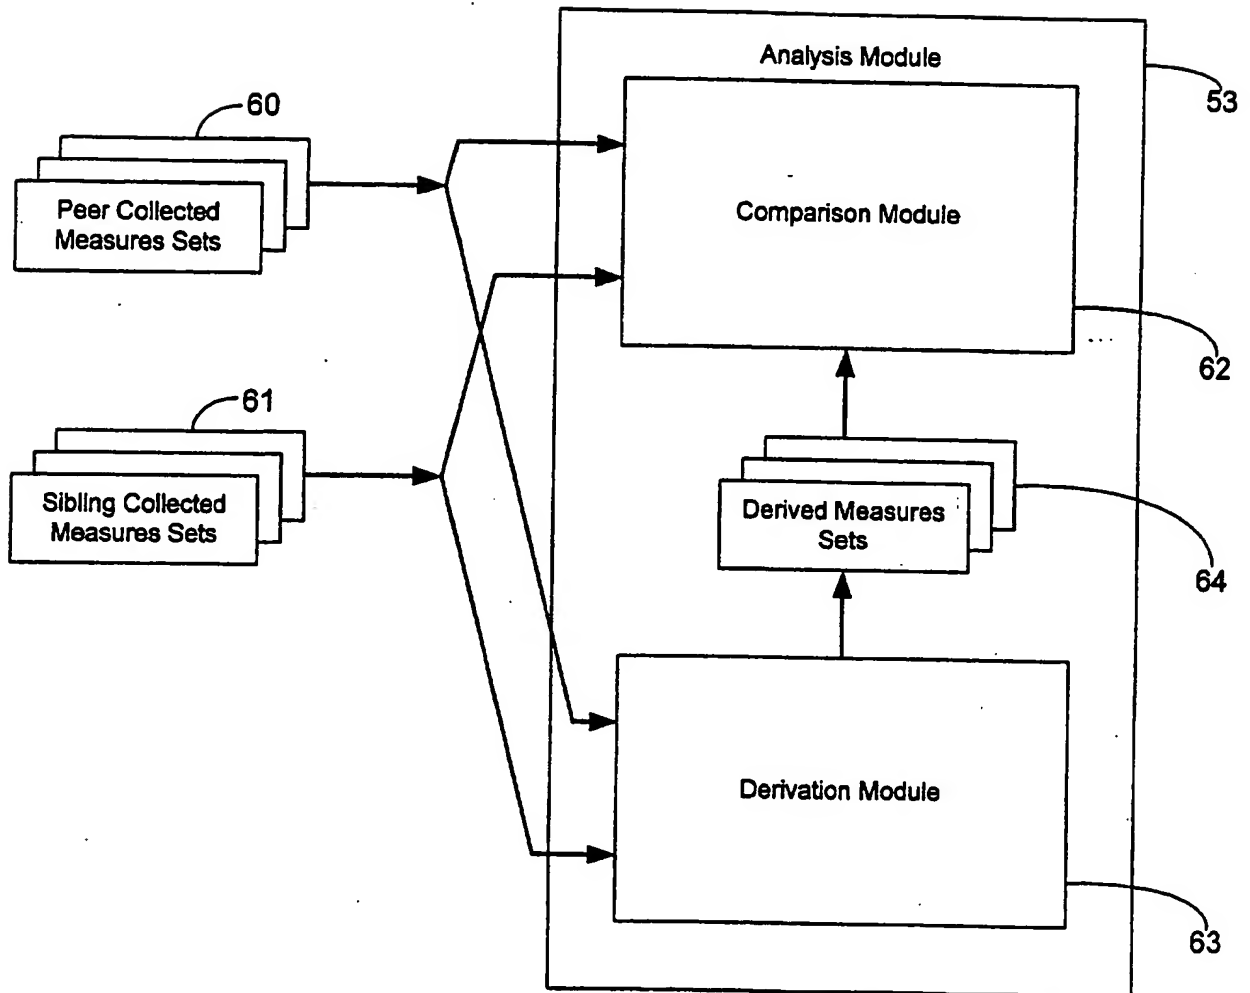 Analysis Module
53
60
Peer Collected
Measures Sets
Comparison Module
62
61
Sibling Collected
Measures Sets
Derived Measures
Sets
64
Derivation Module
63